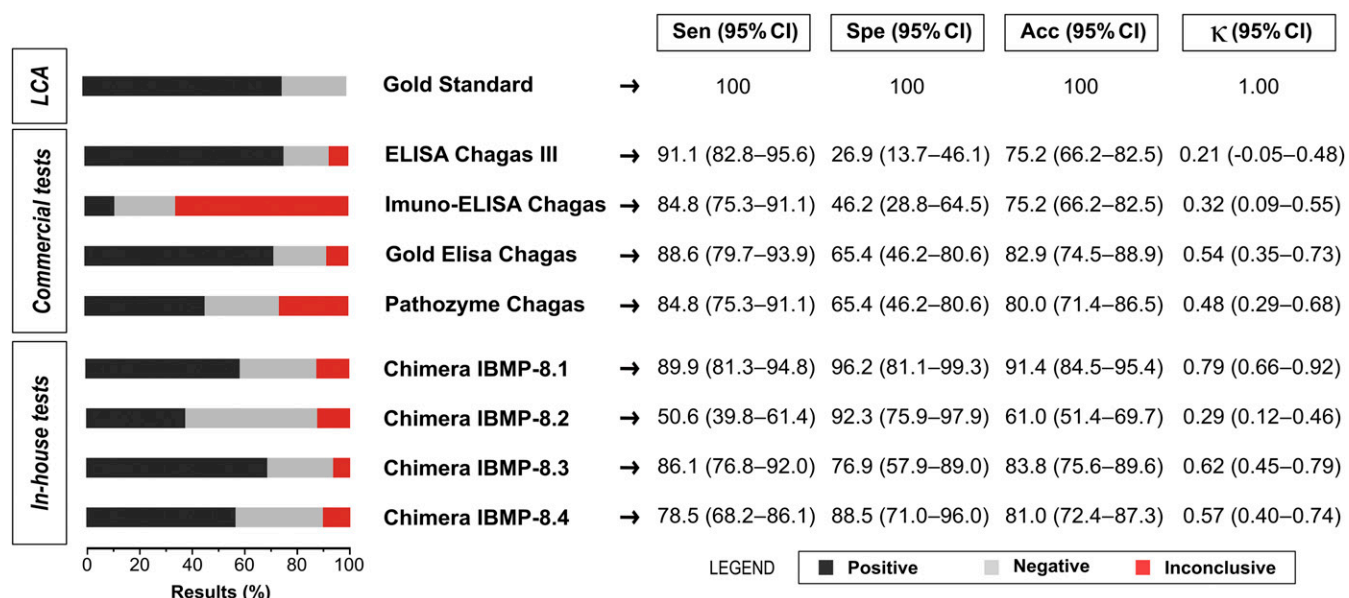 Sen (95% CI) Spe (95% CI) Acc (95% CI) κ (95% CI)
LCA
Gold Standard → 100 100 100 1.00
Commercial tests
ELISA Chagas III → 91.1 (82.8–95.6) 26.9 (13.7–46.1) 75.2 (66.2–82.5) 0.21 (-0.05–0.48)
Imuno-ELISA Chagas → 84.8 (75.3–91.1) 46.2 (28.8–64.5) 75.2 (66.2–82.5) 0.32 (0.09–0.55)
Gold Elisa Chagas → 88.6 (79.7–93.9) 65.4 (46.2–80.6) 82.9 (74.5–88.9) 0.54 (0.35–0.73)
Pathozyme Chagas → 84.8 (75.3–91.1) 65.4 (46.2–80.6) 80.0 (71.4–86.5) 0.48 (0.29–0.68)
In-house tests
Chimera IBMP-8.1 → 89.9 (81.3–94.8) 96.2 (81.1–99.3) 91.4 (84.5–95.4) 0.79 (0.66–0.92)
Chimera IBMP-8.2 → 50.6 (39.8–61.4) 92.3 (75.9–97.9) 61.0 (51.4–69.7) 0.29 (0.12–0.46)
Chimera IBMP-8.3 → 86.1 (76.8–92.0) 76.9 (57.9–89.0) 83.8 (75.6–89.6) 0.62 (0.45–0.79)
Chimera IBMP-8.4 → 78.5 (68.2–86.1) 88.5 (71.0–96.0) 81.0 (72.4–87.3) 0.57 (0.40–0.74)
0 20 40 60 80 100
Results (%)
LEGEND Positive Negative Inconclusive